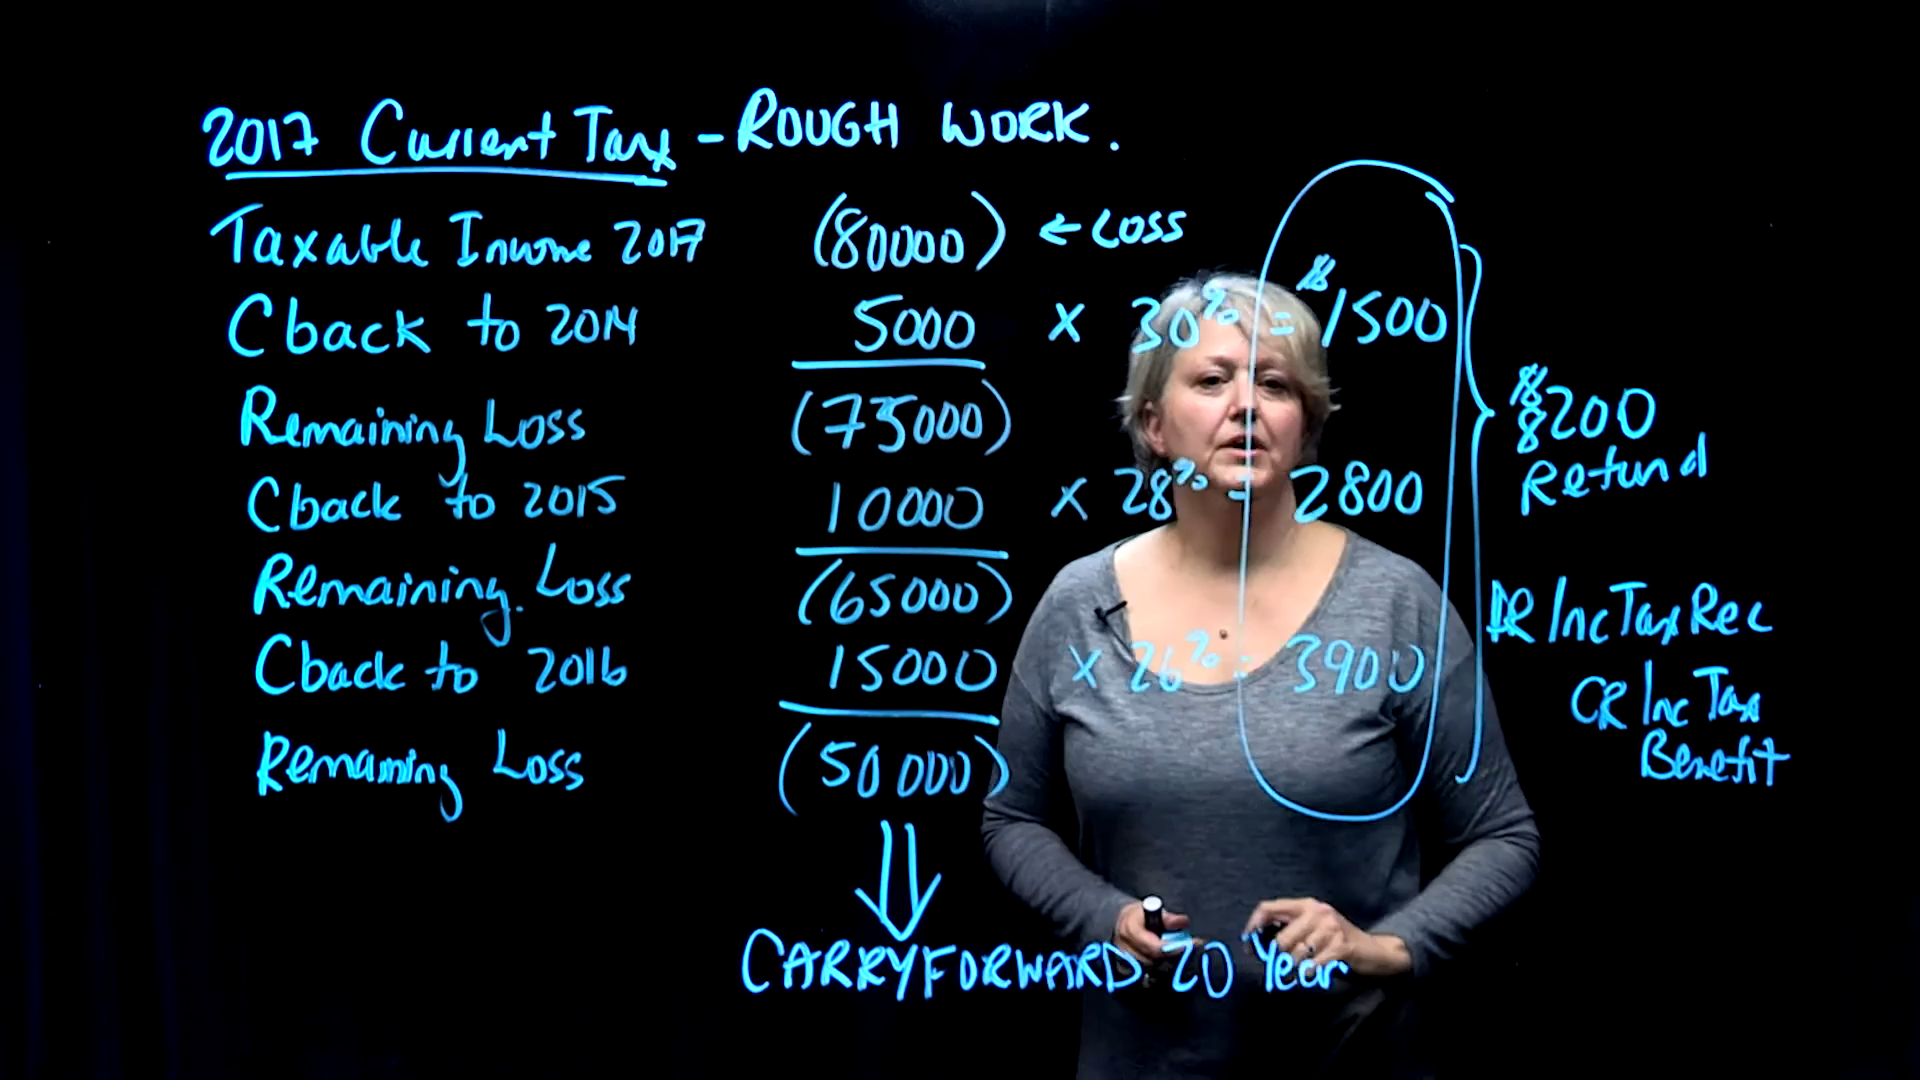 2017 Current Tax - ROUGH WORK.
Taxable Income 2017 (80000) ← LOSS
Cback to 2014 5000 x 30% = $1500
Remaining Loss (75000)
Cback to 2015 10000 x 28% = 2800
Remaining Loss (65000)
Cback to 2016 15000 x 26% = 3900
Remaining Loss (50000)
CARRYFORWARD 20 Year
$8200
Refund
DR Inc Tax Rec
CR Inc Tax
Benefit